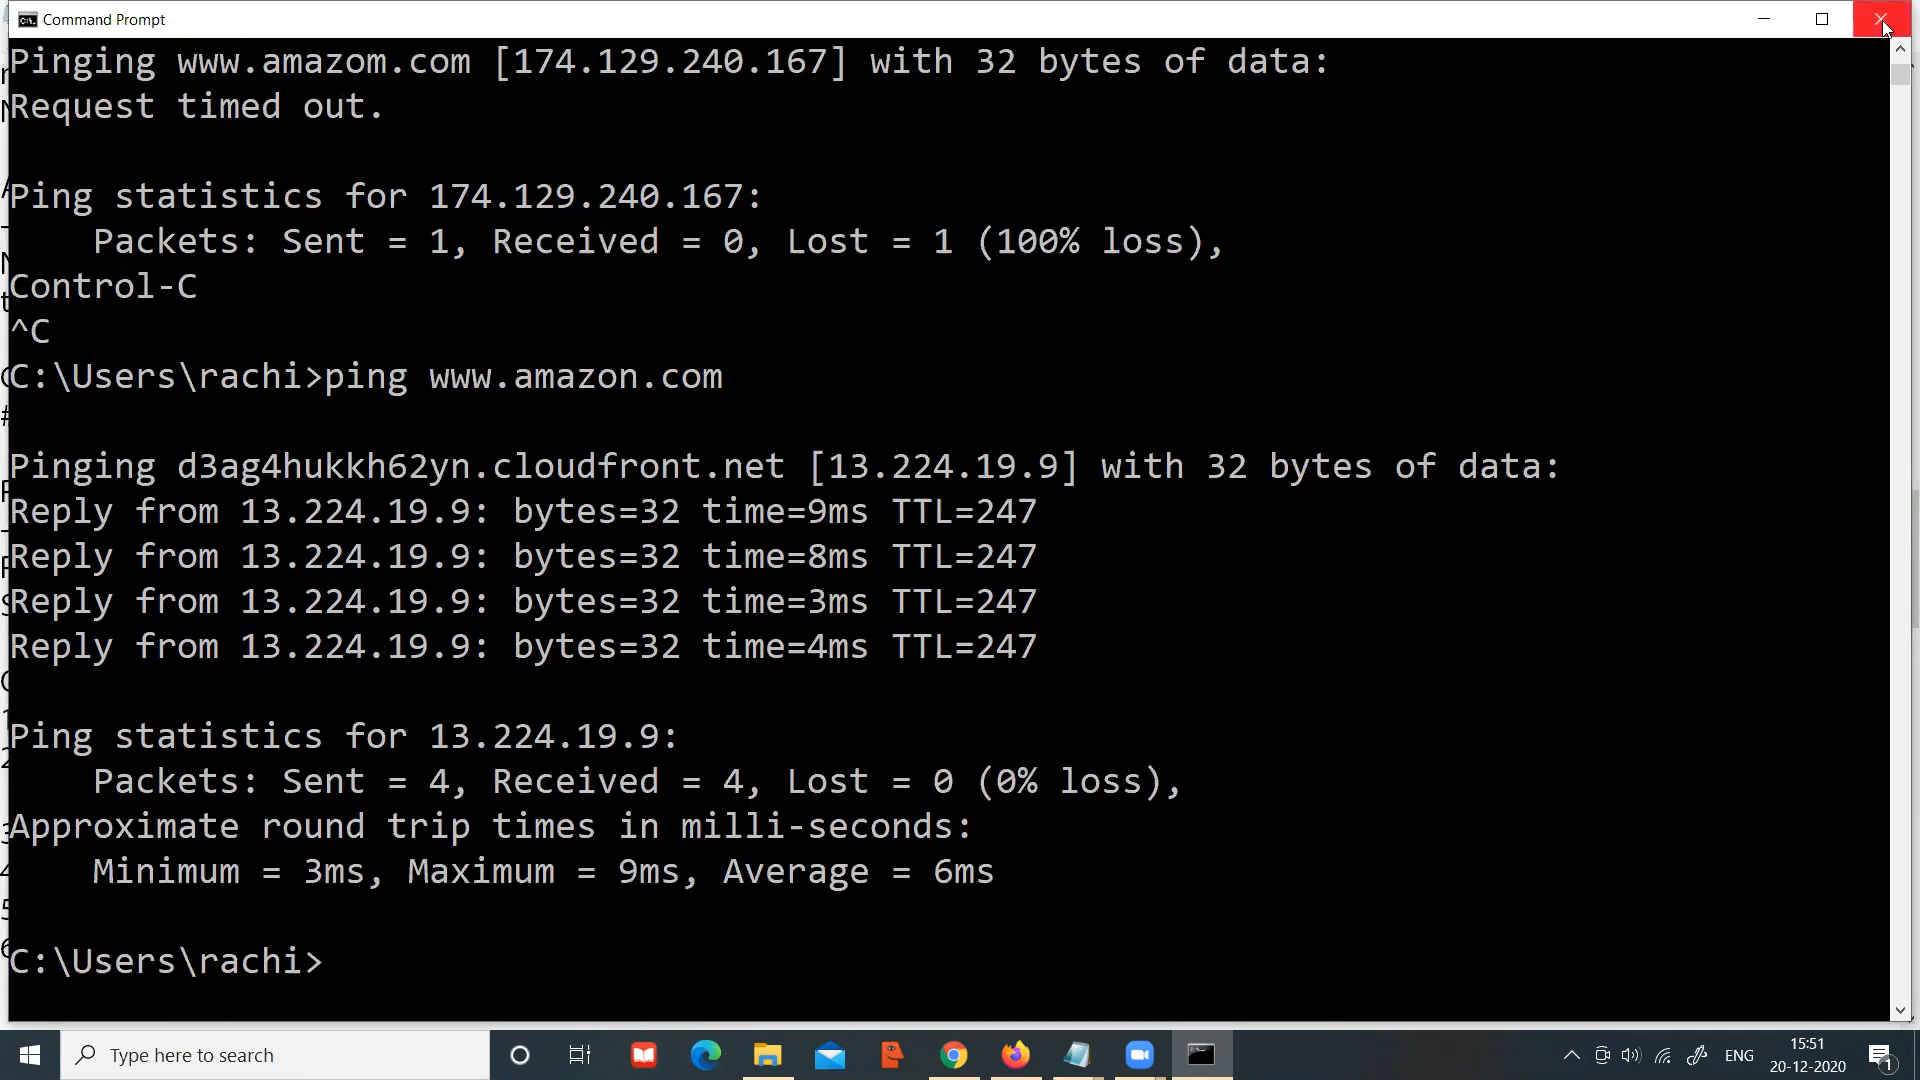 Command Prompt
Pinging www.amazom.com [174.129.240.167] with 32 bytes of data:
Request timed out.
Ping statistics for 174.129.240.167:
Packets: Sent = 1, Received = 0, Lost = 1 (100% loss),
Control-C
^C
C:\Users\rachi>ping www.amazon.com
Pinging d3ag4hukkh62yn.cloudfront.net [13.224.19.9] with 32 bytes of data:
Reply from 13.224.19.9: bytes=32 time=9ms TTL=247
Reply from 13.224.19.9: bytes=32 time=8ms TTL=247
Reply from 13.224.19.9: bytes=32 time=3ms TTL=247
Reply from 13.224.19.9: bytes=32 time=4ms TTL=247
Ping statistics for 13.224.19.9:
Packets: Sent = 4, Received = 4, Lost = 0 (0% loss),
Approximate round trip times in milli-seconds:
Minimum = 3ms, Maximum = 9ms, Average = 6ms
C:\Users\rachi>
Type here to search
ENG
15:51
20-12-2020
1